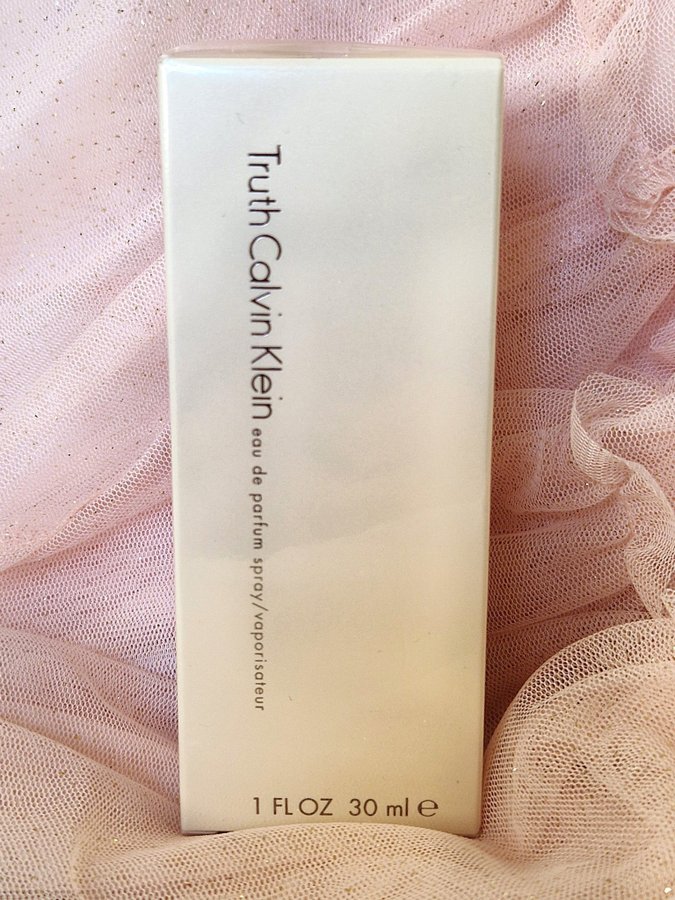 Truth Calvin Klein eau de parfum spray/vaporisateur
1 FL OZ 30 ml ℮